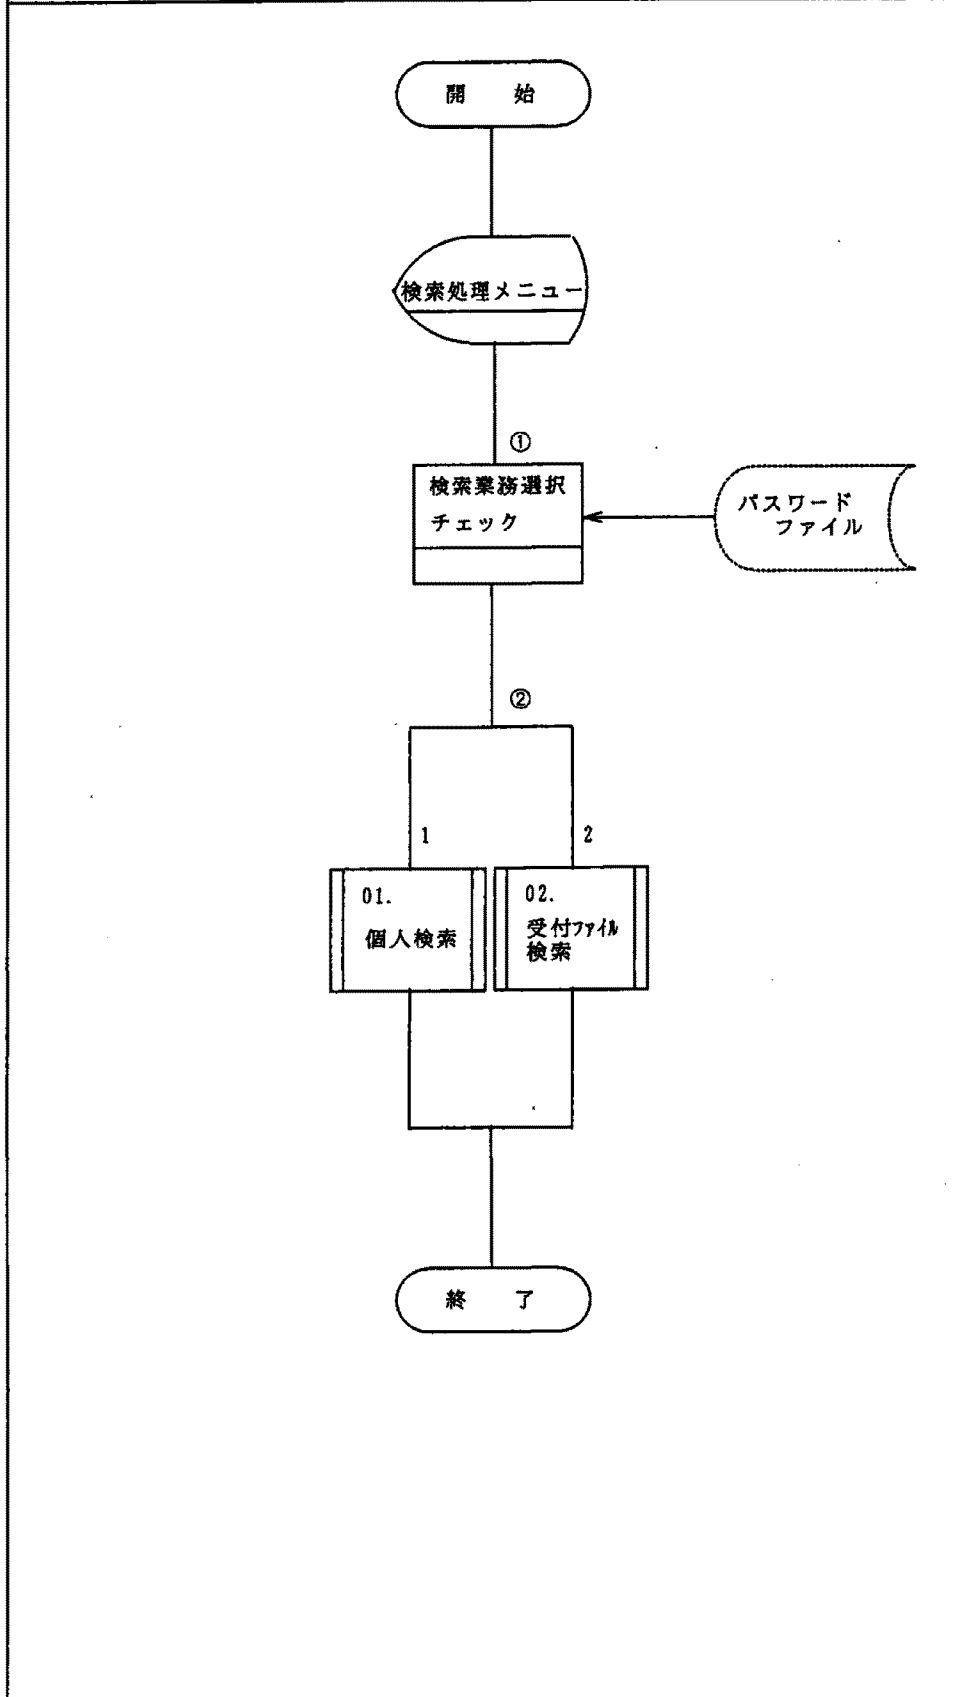 開 始
検索処理メニュー
①
検索業務選択
チェック
パスワード
ファイル
②
1
2
01.
個人検索
02.
受付ファイル
検索
終 了